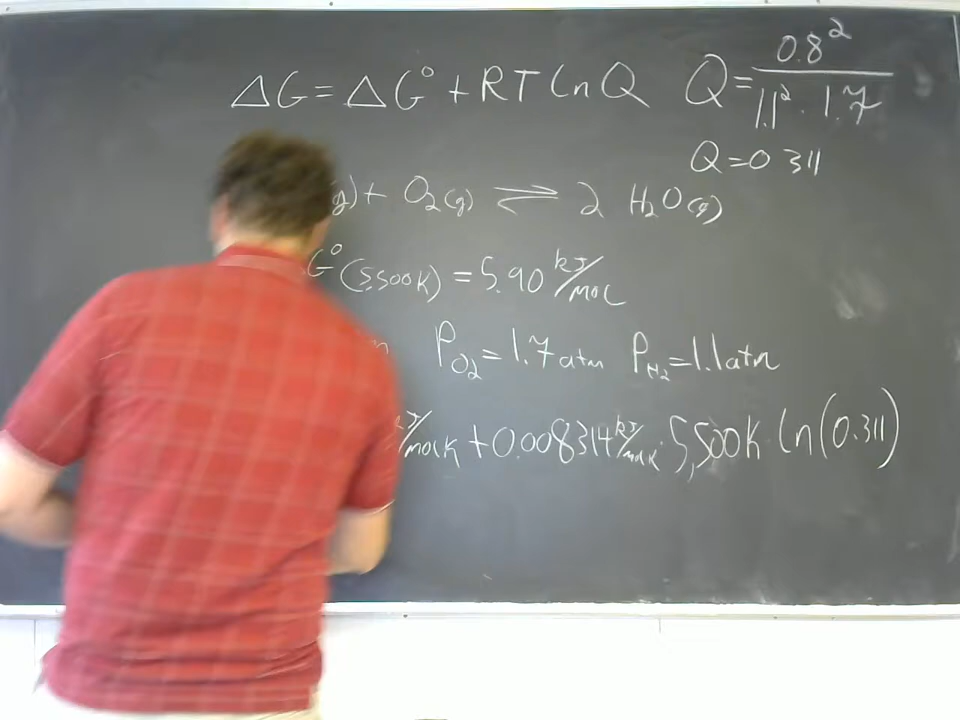 ΔG = ΔG° + RT ln Q Q = 0.8² / 1.1² · 1.7
Q = 0.311
g) + O₂(g) ⇌ 2 H₂O(g)
G°(5,500K) = 5.90 kJ/mol
P_O₂ = 1.7 atm P_H₂ = 1.1 atm
kJ/molK + 0.008314 kJ/molK · 5,500K · ln(0.311)